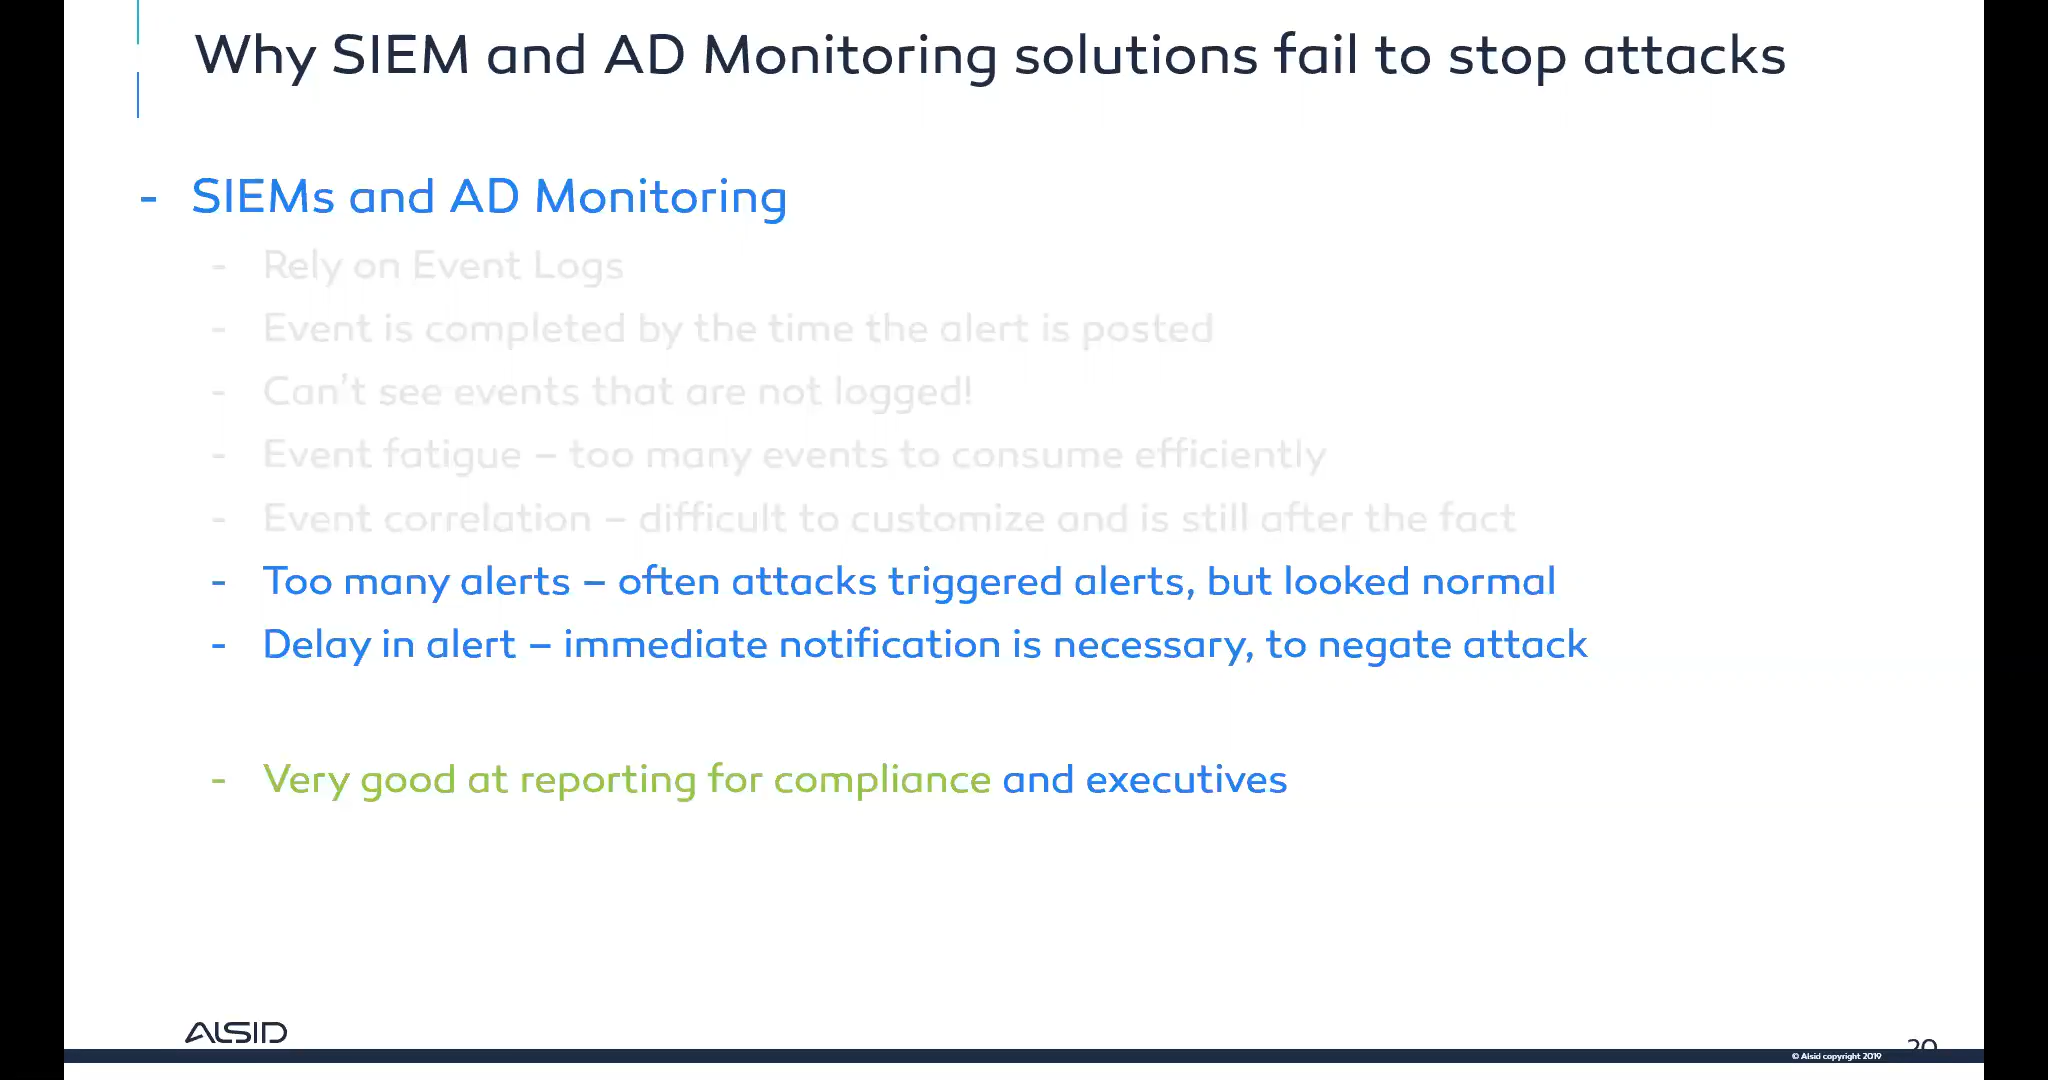 Why SIEM and AD Monitoring solutions fail to stop attacks
- SIEMs and AD Monitoring
- Rely on Event Logs
- Event is completed by the time the alert is posted
- Can't see events that are not logged!
- Event fatigue – too many events to consume efficiently
- Event correlation – difficult to customize and is still after the fact
- Too many alerts – often attacks triggered alerts, but looked normal
- Delay in alert – immediate notification is necessary, to negate attack
- Very good at reporting for compliance and executives
ALSID
© Alsid copyright 2019
20